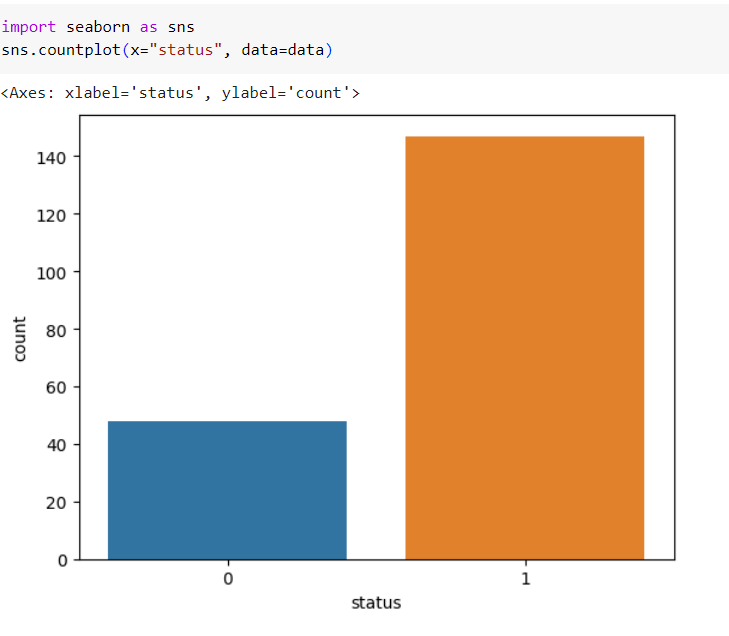 import seaborn as sns
sns.countplot(x="status", data=data)
<Axes: xlabel='status', ylabel='count'>
140
120
100
80
60
40
20
0
count
0 1
status